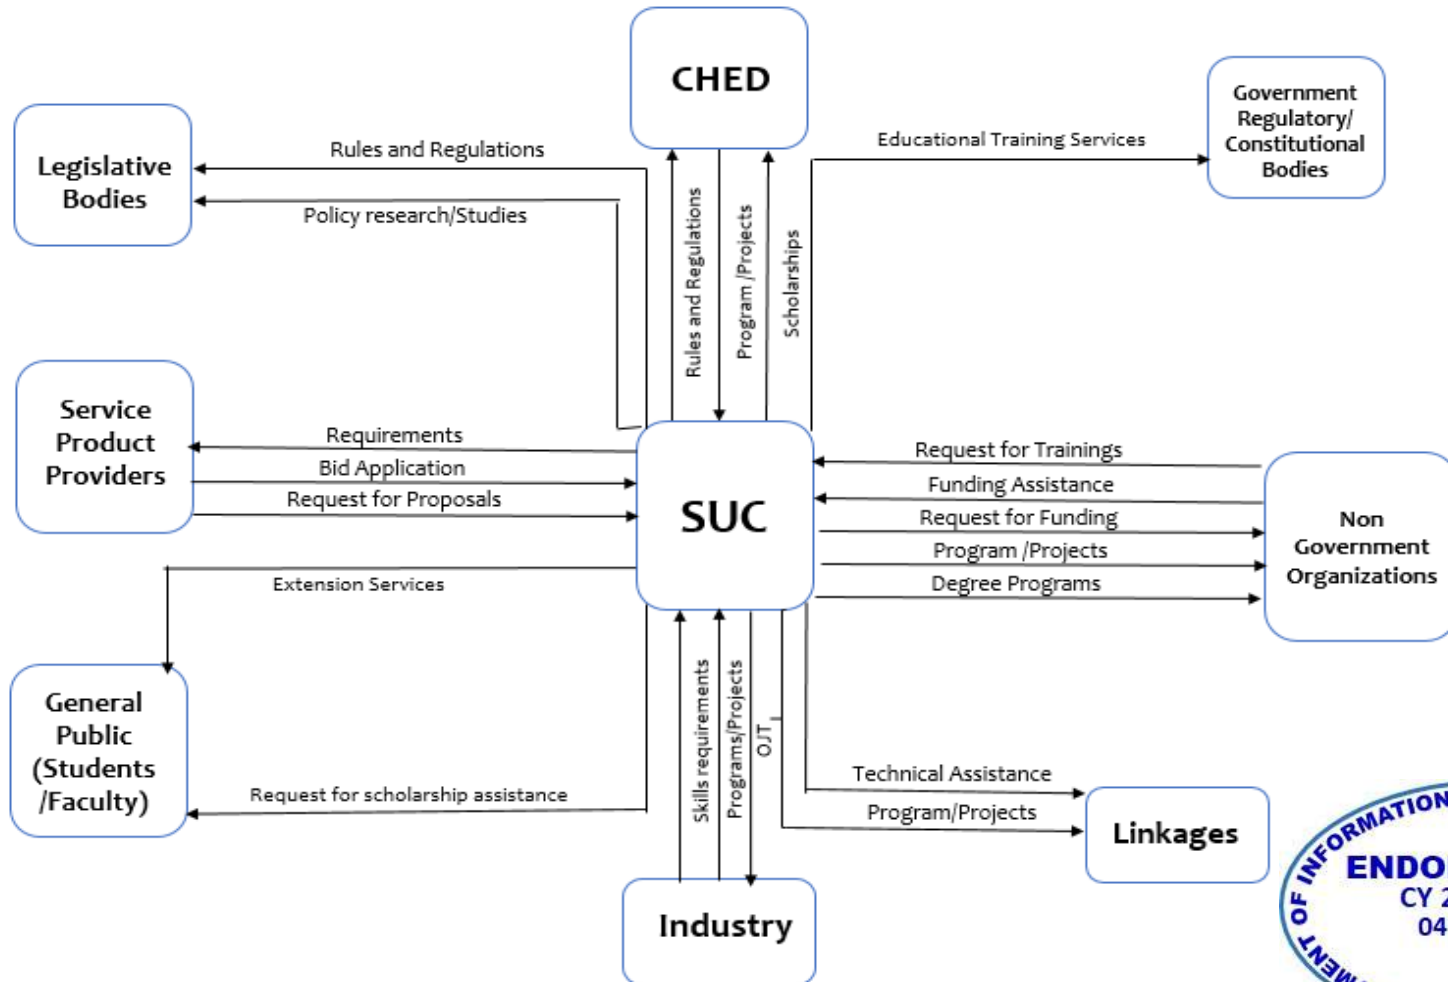 CHED
Government
Regulatory/
Constitutional
Bodies
Legislative
Bodies
Rules and Regulations
Policy research/Studies
Educational Training Services
Rules and Regulations
Program /Projects
Scholarships
Service
Product
Providers
Requirements
Bid Application
Request for Proposals
SUC
Request for Trainings
Funding Assistance
Request for Funding
Program /Projects
Degree Programs
Non
Government
Organizations
Extension Services
General
Public
(Students
/Faculty)
Request for scholarship assistance
Skills requirements
Programs/Projects
OJT
Technical Assistance
Program/Projects
Linkages
Industry
OF INFORMATION
CY 2
04